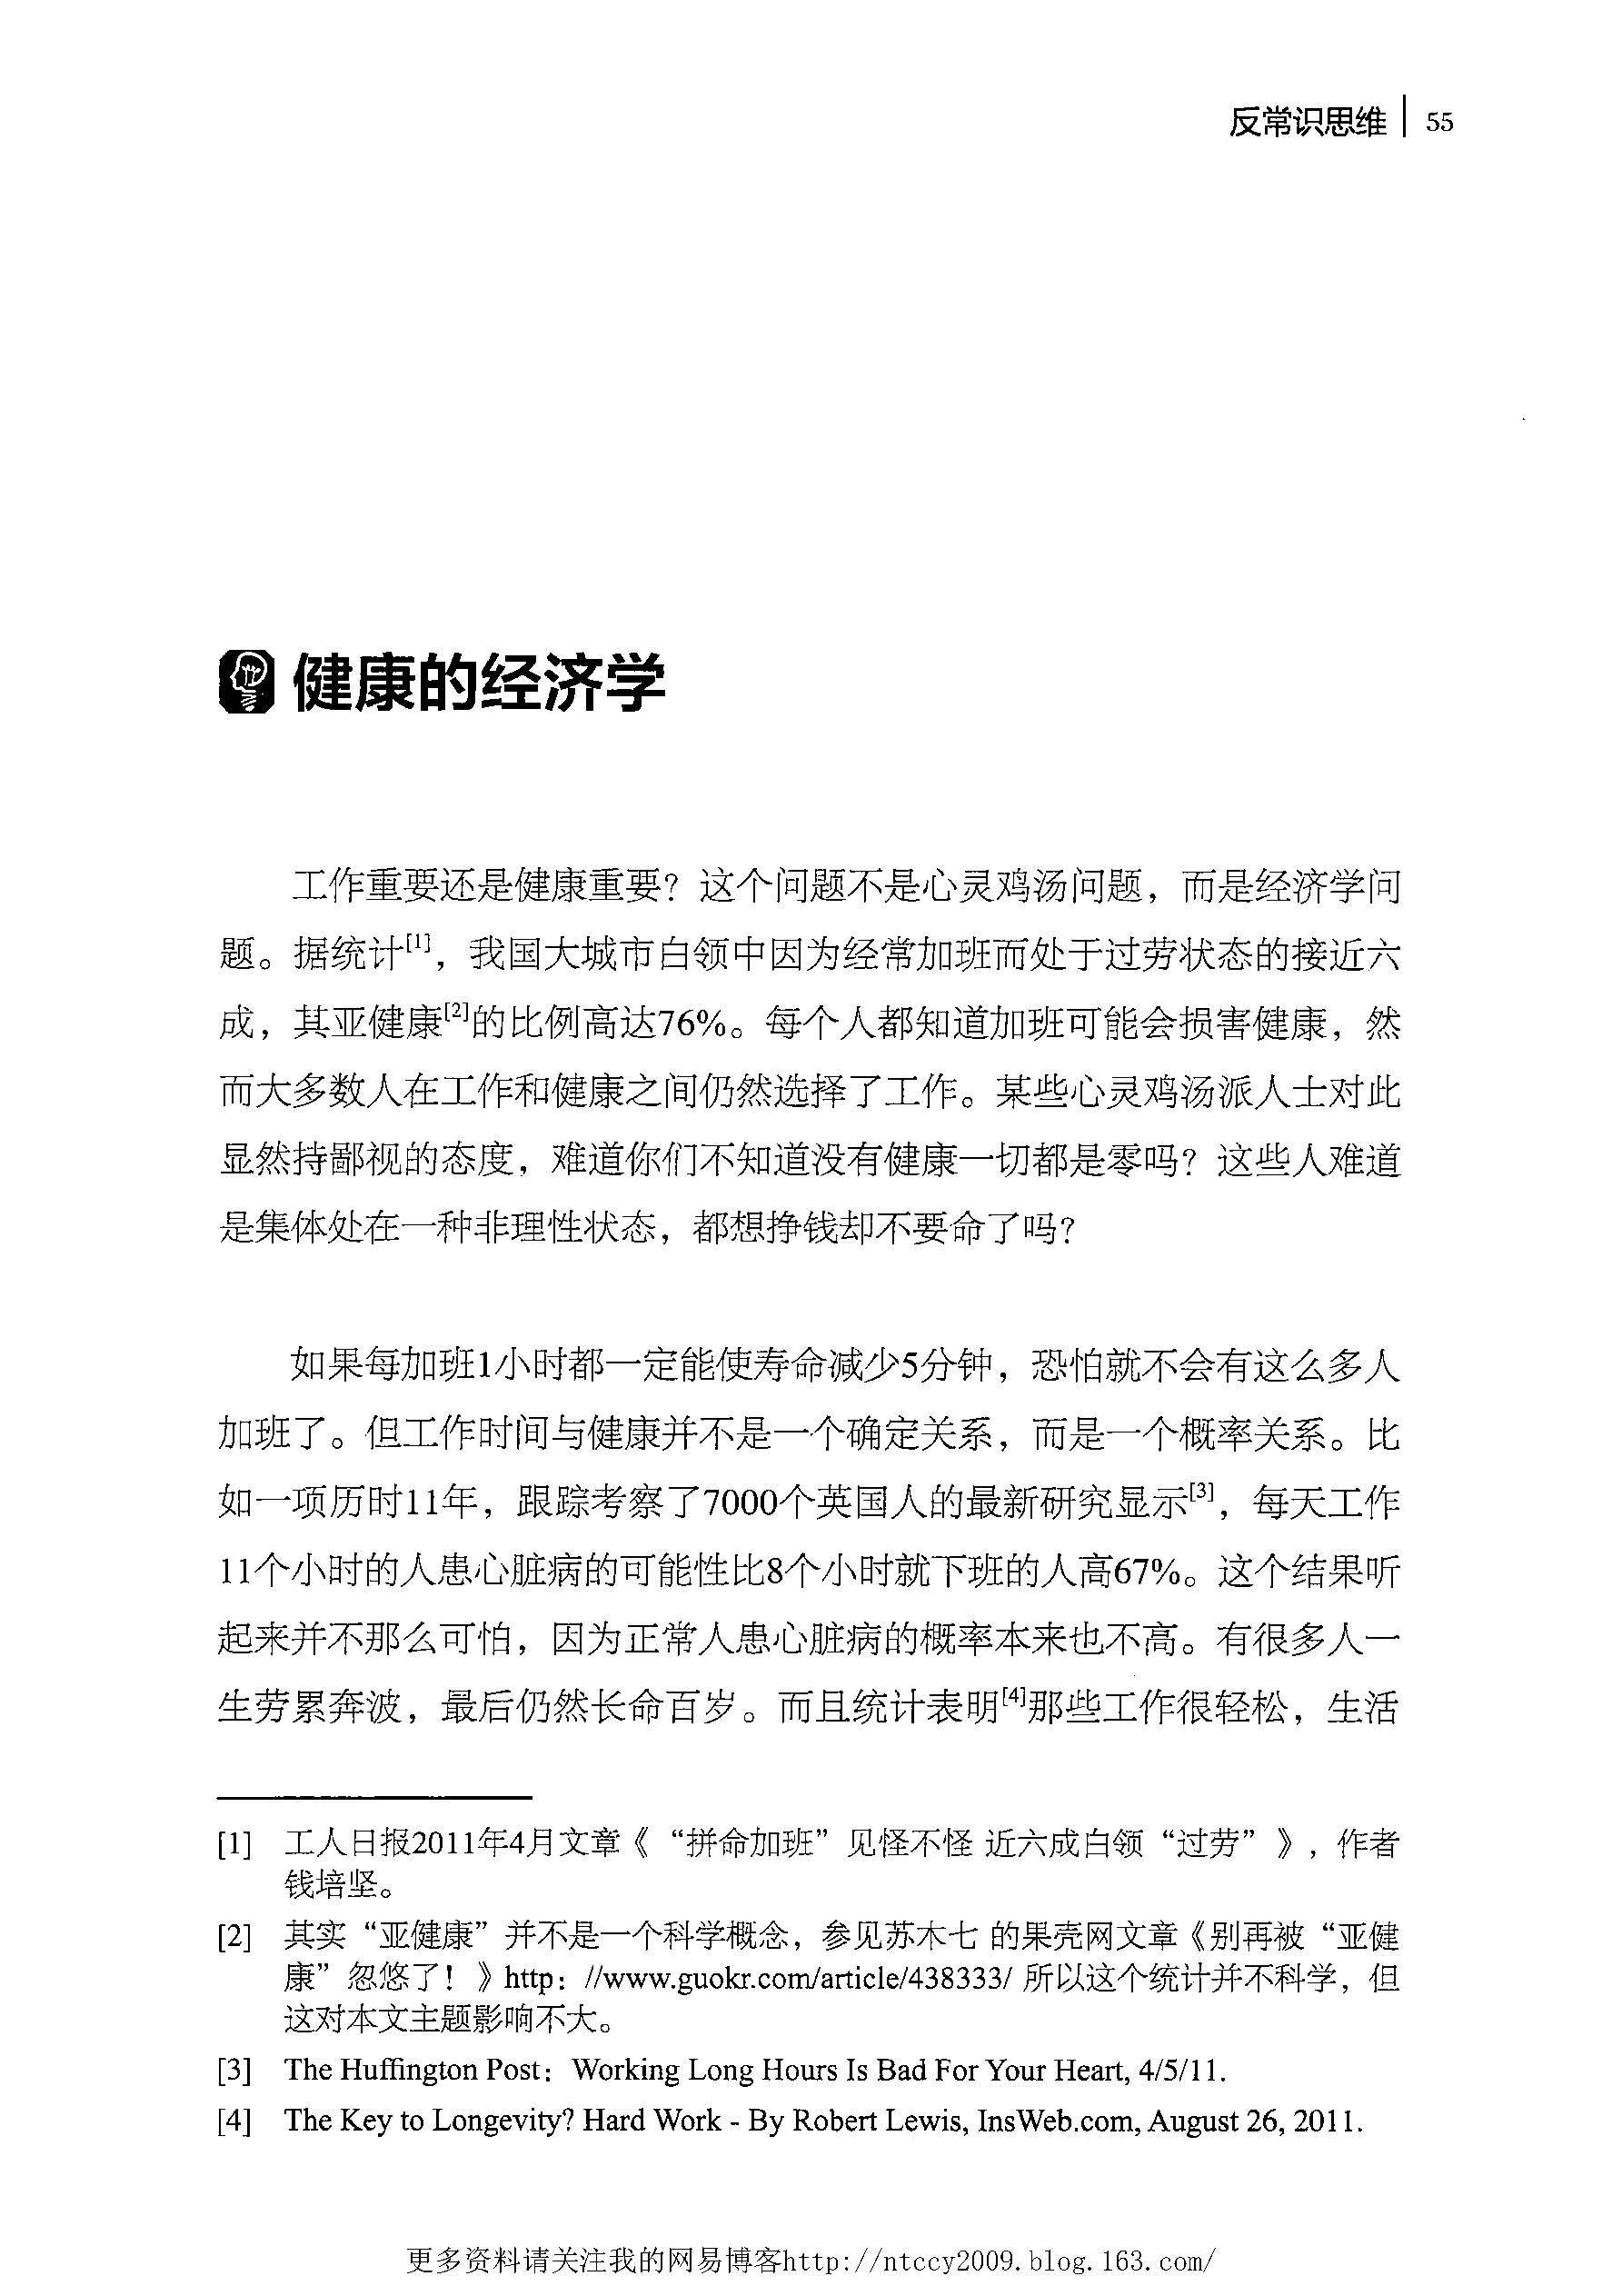 反常识思维 | 55
健康的经济学
工作重要还是健康重要？这个问题不是心灵鸡汤问题，而是经济学问
题。据统计[1]，我国大城市白领中因为经常加班而处于过劳状态的接近六
成，其亚健康[2]的比例高达76%。每个人都知道加班可能会损害健康，然
而大多数人在工作和健康之间仍然选择了工作。某些心灵鸡汤派人士对此
显然持鄙视的态度，难道你们不知道没有健康一切都是零吗？这些人难道
是集体处在一种非理性状态，都想挣钱却不要命了吗？
如果每加班1小时都一定能使寿命减少5分钟，恐怕就不会有这么多人
加班了。但工作时间与健康并不是一个确定关系，而是一个概率关系。比
如一项历时11年，跟踪考察了7000个英国人的最新研究显示[3]，每天工作
11个小时的人患心脏病的可能性比8个小时就下班的人高67%。这个结果听
起来并不那么可怕，因为正常人患心脏病的概率本来也不高。有很多人一
生劳累奔波，最后仍然长命百岁。而且统计表明[4]那些工作很轻松，生活
[1] 工人日报2011年4月文章《“拼命加班”见怪不怪 近六成白领“过劳”》，作者
钱培坚。
[2] 其实“亚健康”并不是一个科学概念，参见苏木七 的果壳网文章《别再被“亚健
康”忽悠了！》http：//www.guokr.com/article/438333/ 所以这个统计并不科学，但
这对本文主题影响不大。
[3] The Huffington Post：Working Long Hours Is Bad For Your Heart, 4/5/11.
[4] The Key to Longevity? Hard Work - By Robert Lewis, InsWeb.com, August 26, 2011.
更多资料请关注我的网易博客http://ntccy2009.blog.163.com/